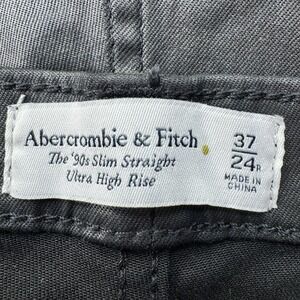 Abercrombie & Fitch
The '90s Slim Straight
Ultra High Rise
37
24R
MADE IN
CHINA